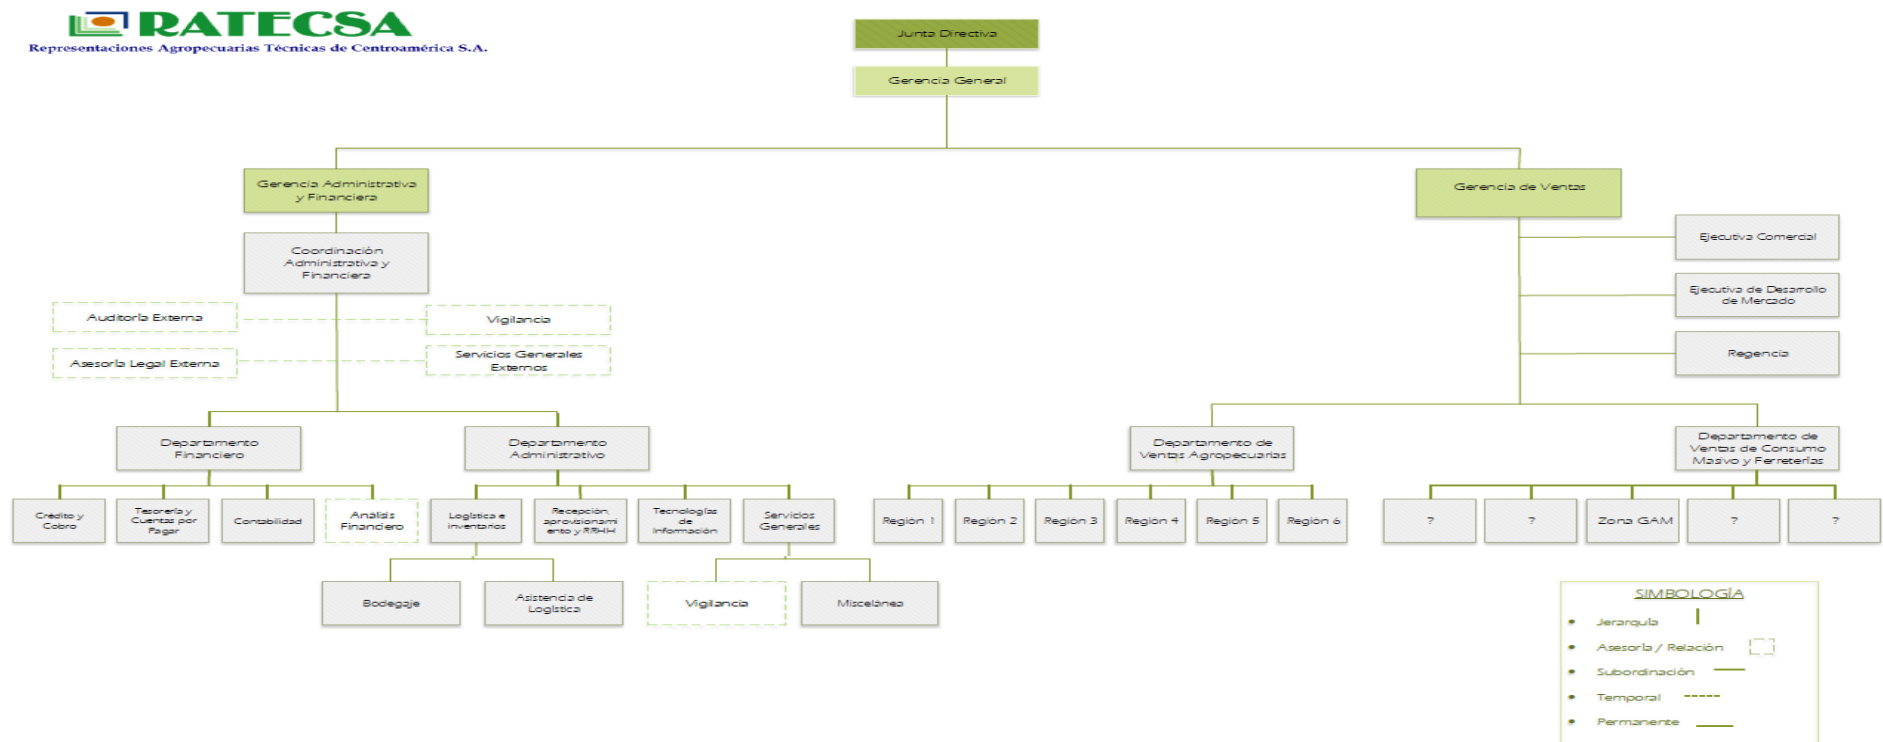 RATECSA
Representaciones Agropecuarias Técnicas de Centroamérica S.A.
Junta Directiva
Gerencia General
Gerencia Administrativa
y Financiera
Gerencia de Ventas
Coordinación
Administrativa y
Financiera
Ejecutiva Comercial
Ejecutiva de Desarrollo
de Mercado
Regencia
Auditoría Externa
Vigilancia
Asesoría Legal Externa
Servicios Generales
Externos
Departamento
Financiero
Departamento
Administrativo
Departamento de
Ventas Agropecuarias
Departamento de
Ventas de Consumo
Masivo y Ferreterías
Crédito y
Cobro
Tesorería y
Cuentas por
Pagar
Contabilidad
Análisis
Financiero
Logística e
inventarios
Recepción,
aprovisionami
ento y RRHH
Tecnologías
de
Información
Servicios
Generales
Región 1
Región 2
Región 3
Región 4
Región 5
Región 6
?
?
Zona GAM
?
?
Bodegaje
Asistencia de
Logística
Vigilancia
Miscelánea
SIMBOLOGÍA
• Jerarquía
• Asesoría / Relación
• Subordinación
• Temporal
• Permanente